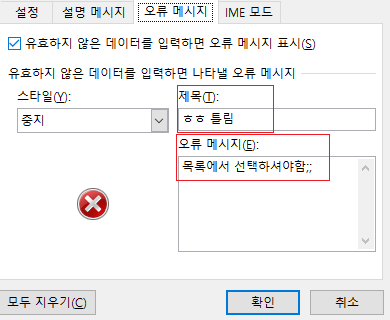 설정
설명 메시지
오류 메시지
IME 모드
유효하지 않은 데이터를 입력하면 오류 메시지 표시(S)
유효하지 않은 데이터를 입력하면 나타낼 오류 메시지
스타일(Y):
제목(T):
중지
ㅎㅎ 틀림
오류 메시지(E):
목록에서 선택하셔야함;;
모두 지우기(C)
확인
취소